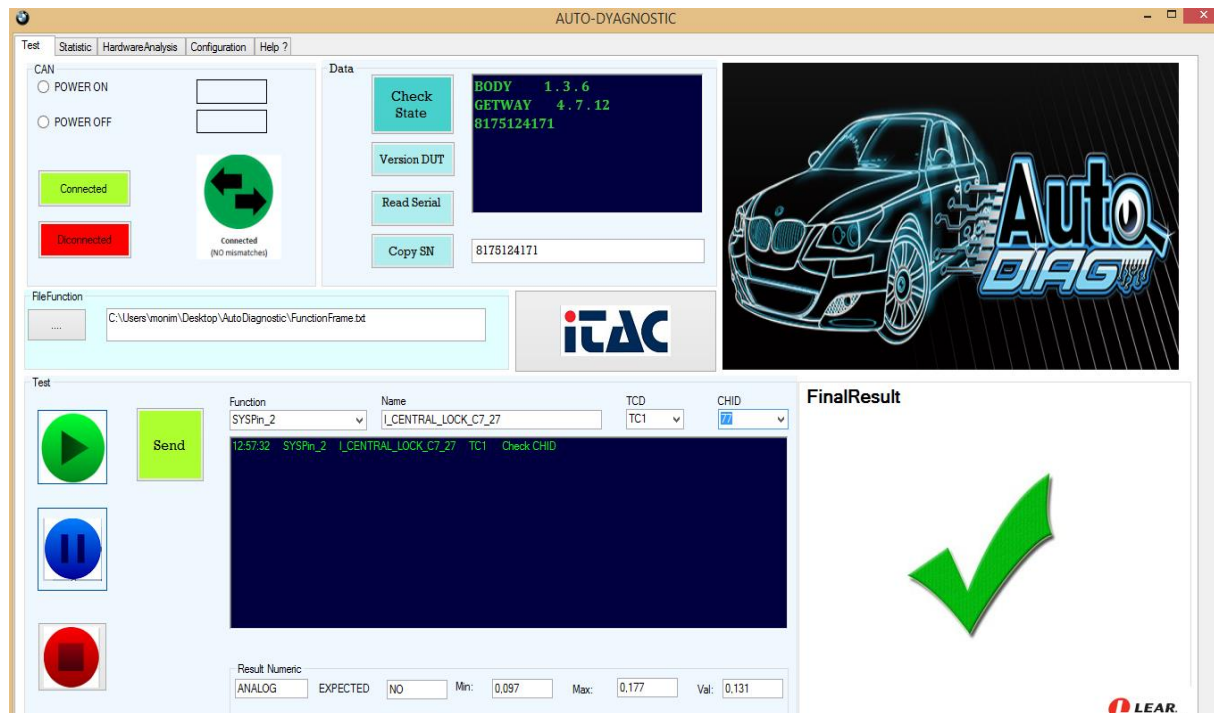 AUTO-DYAGNOSTIC
Test Statistic HardwareAnalysis Configuration Help ?
CAN
POWER ON
POWER OFF
Connected
Diconnected
Connected
(NO mismatches)
Data
Check
State
Version DUT
Read Serial
Copy SN
BODY 1.3.6
GETWAY 4.7.12
8175124171
8175124171
Auto
DIAG
FileFunction
....
C:\Users\monim\Desktop\AutoDiagnostic\FunctionFrame.txt
iTAC
Test
Send
Function Name TCD CHID
SYSPin_2 I_CENTRAL_LOCK_C7_27 TC1 77
12:57:32 SYSPin_2 I_CENTRAL_LOCK_C7_27 TC1 Check CHID
Result Numeric
ANALOG EXPECTED NO Min: 0,097 Max: 0,177 Val: 0,131
FinalResult
LEAR.